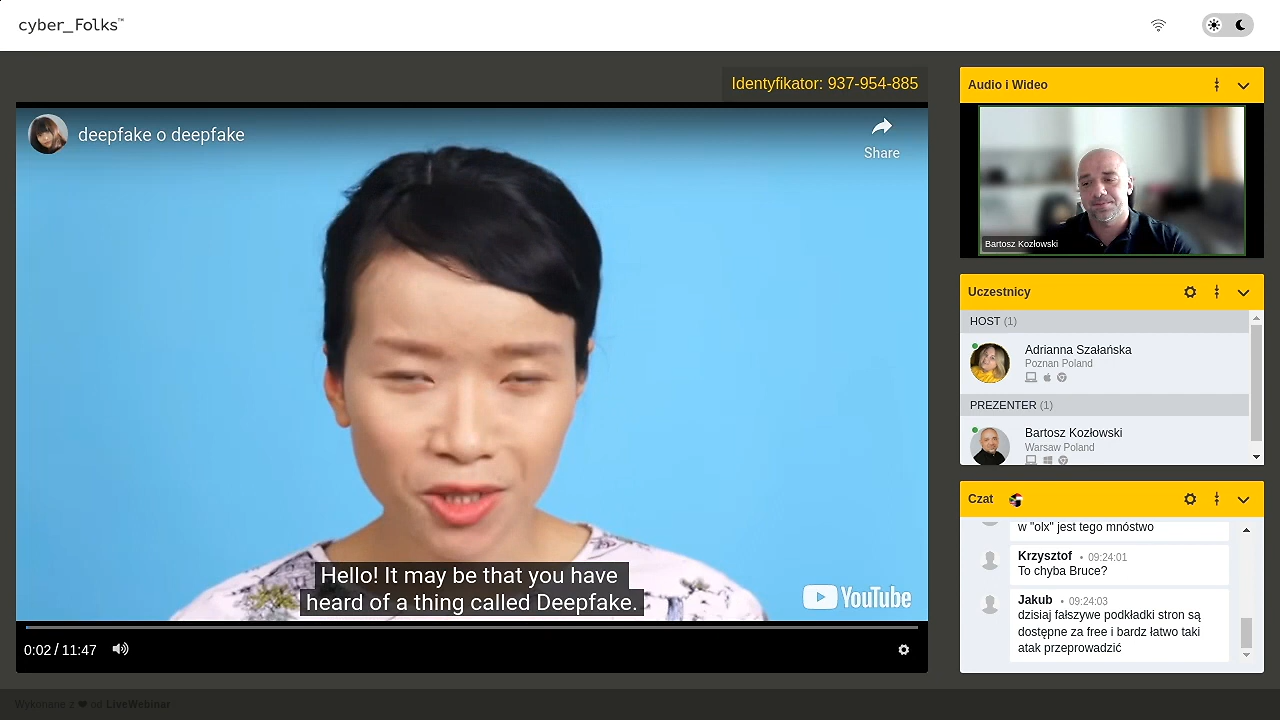 cyber_Folks™
Identyfikator: 937-954-885
deepfake o deepfake
Share
Hello! It may be that you have
heard of a thing called Deepfake.
YouTube
0:02 / 11:47
Audio i Wideo
Bartosz Kozłowski
Uczestnicy
HOST (1)
Adrianna Szałańska
Poznan Poland
PREZENTER (1)
Bartosz Kozłowski
Warsaw Poland
Czat
w "olx" jest tego mnóstwo
Krzysztof • 09:24:01
To chyba Bruce?
Jakub • 09:24:03
dzisiaj fałszywe podkładki stron są
dostępne za free i bardz łatwo taki
atak przeprowadzić
Wykonane z ❤ od LiveWebinar